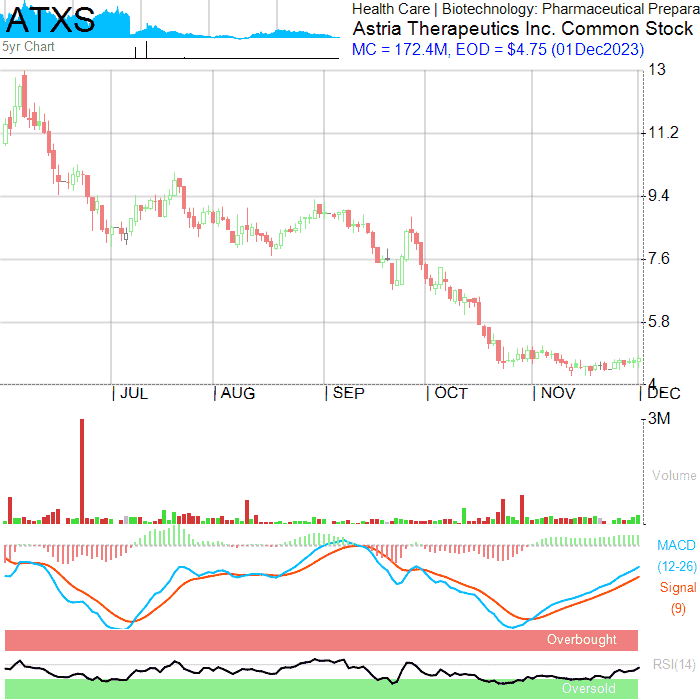 ATXS
Health Care | Biotechnology: Pharmaceutical Prepara
Astria Therapeutics Inc. Common Stock
5yr Chart
MC = 172.4M, EOD = $4.75 (01Dec2023)
13
11.2
9.4
7.6
5.8
4
JUL
AUG
SEP
OCT
NOV
DEC
3M
Volume
MACD
(12-26)
Signal
(9)
Overbought
RSI(14)
Oversold